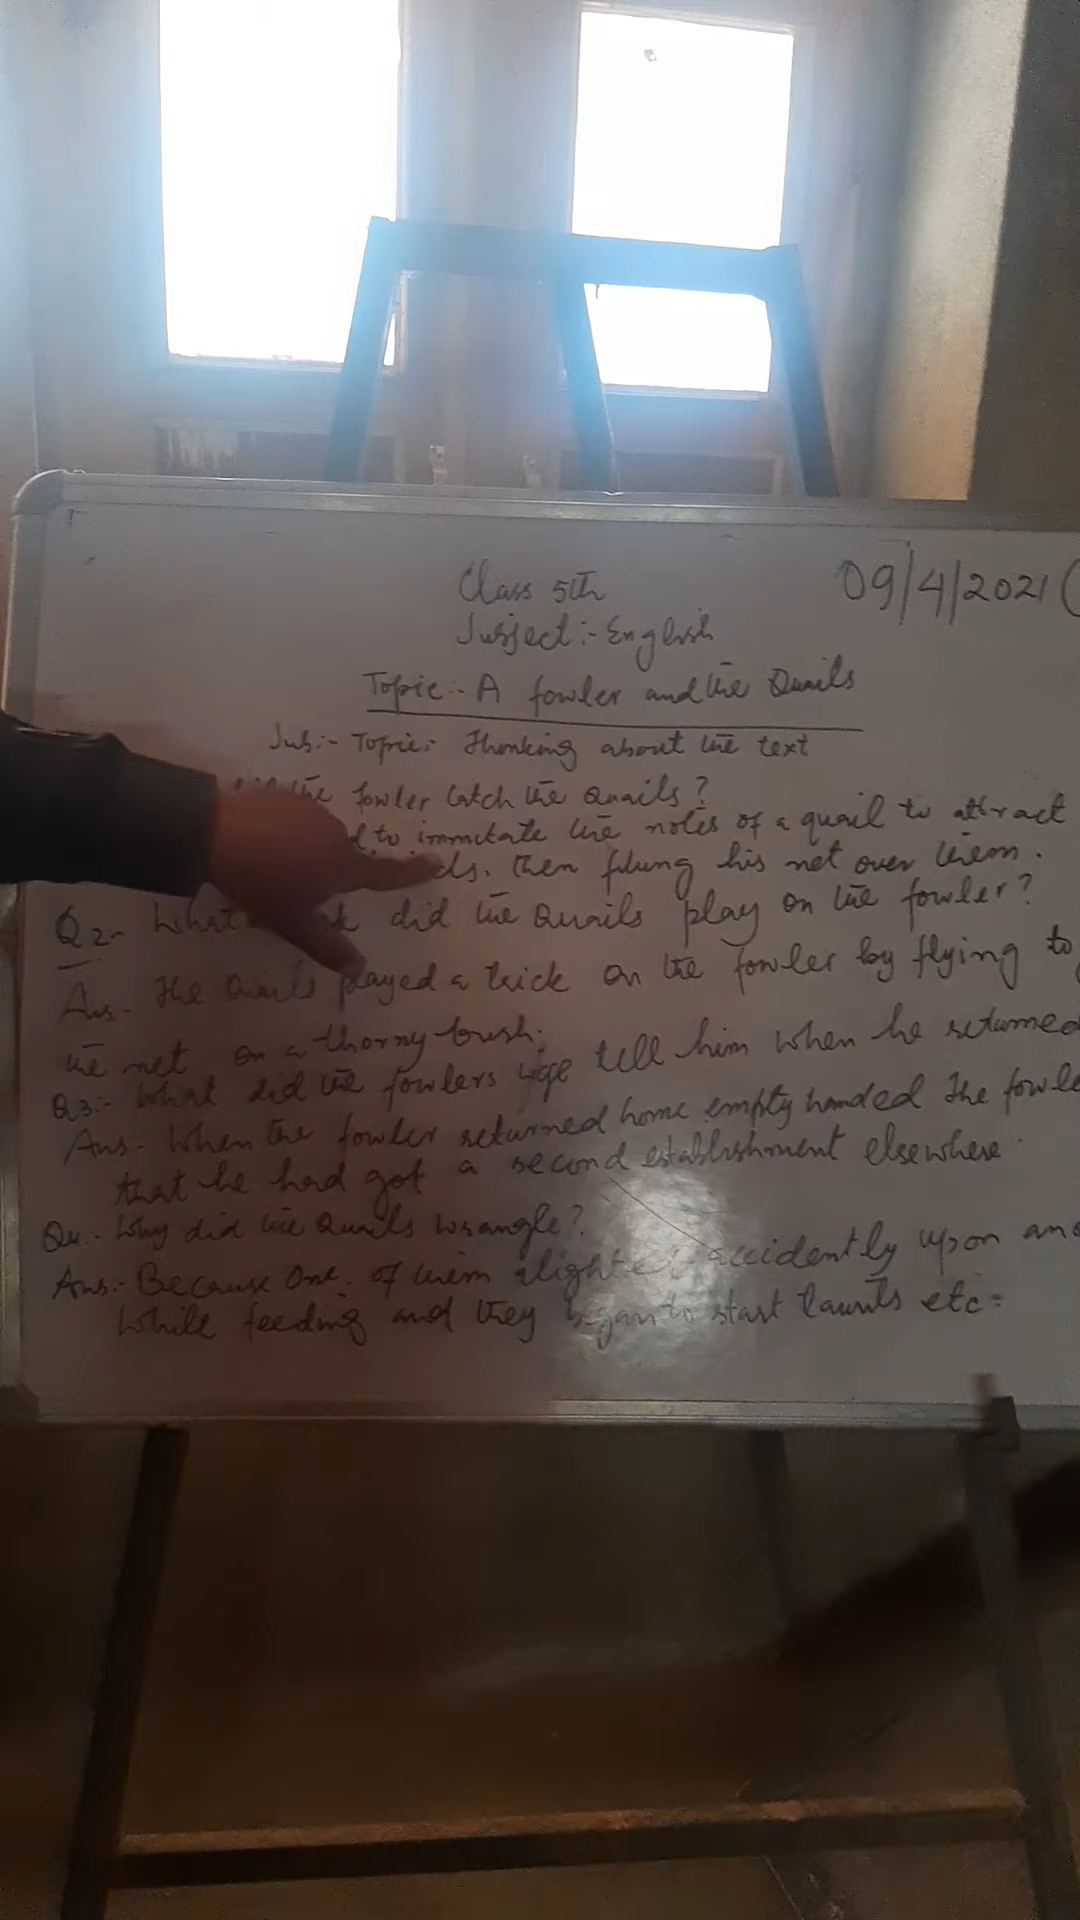 Class 5th
09/4/2021 (
Subject:- English
Topic:- A fowler and the Quails
Sub:- Topic:- Thinking about the text
the fowler Catch the Quails?
to immitate the notes of a quail to attract
then flung his net over them.
Q2- What did the Quails play on the fowler?
Ans- The Quails played a trick on the fowler by flying to
the net on a thorny bush.
Q3:- What did the fowlers tell him when he returned
Ans- When the fowler returned home empty handed the
that he had got a second establishment elsewhere.
Q4:- Why did the Quails wrangle?
Ans:- Because One of them accidently upon
While feeding and they to start taunts etc.